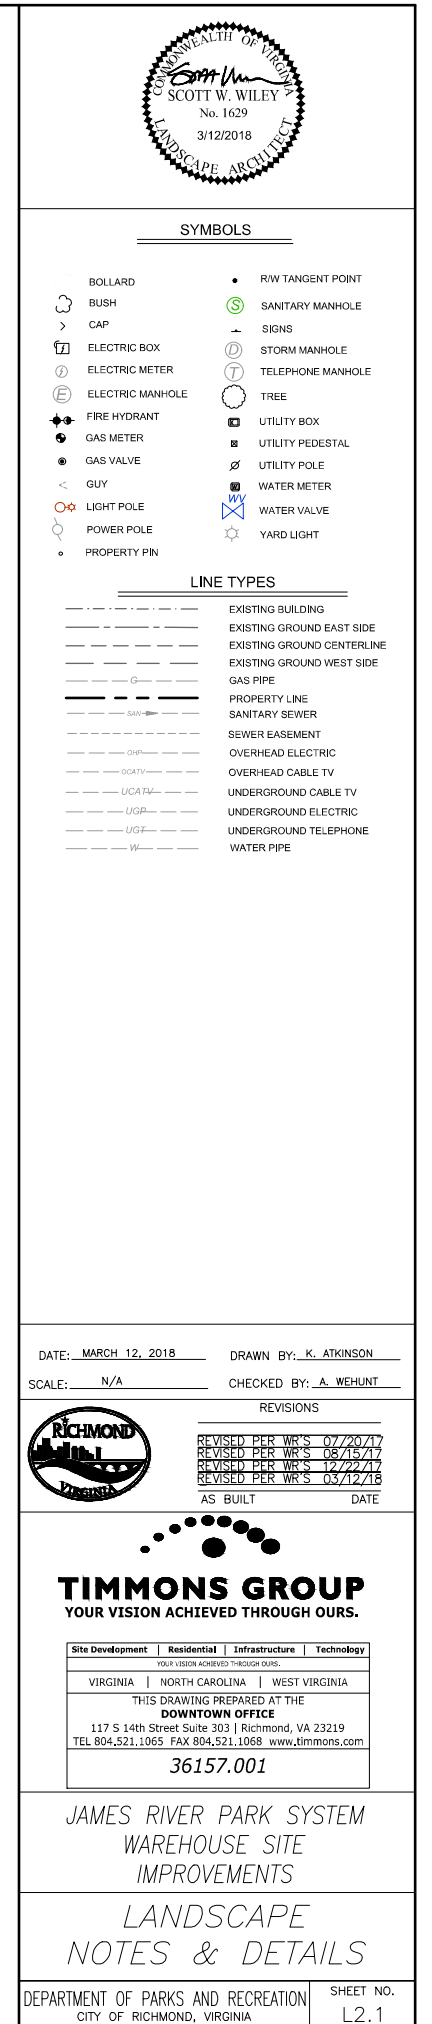 COMMONWEALTH OF VIRGINIA
SCOTT W. WILEY
No. 1629
3/12/2018
LANDSCAPE ARCHITECT
SYMBOLS
BOLLARD
BUSH
CAP
ELECTRIC BOX
ELECTRIC METER
E ELECTRIC MANHOLE
FIRE HYDRANT
GAS METER
GAS VALVE
GUY
LIGHT POLE
POWER POLE
PROPERTY PIN
R/W TANGENT POINT
S SANITARY MANHOLE
SIGNS
D STORM MANHOLE
T TELEPHONE MANHOLE
TREE
UTILITY BOX
UTILITY PEDESTAL
UTILITY POLE
WATER METER
WV WATER VALVE
YARD LIGHT
LINE TYPES
EXISTING BUILDING
EXISTING GROUND EAST SIDE
EXISTING GROUND CENTERLINE
EXISTING GROUND WEST SIDE
G GAS PIPE
PROPERTY LINE
SAN SANITARY SEWER
SEWER EASEMENT
OHP OVERHEAD ELECTRIC
OCATV OVERHEAD CABLE TV
UCATV UNDERGROUND CABLE TV
UGP UNDERGROUND ELECTRIC
UGT UNDERGROUND TELEPHONE
W WATER PIPE
DATE: MARCH 12, 2018 DRAWN BY: K. ATKINSON
SCALE: N/A CHECKED BY: A. WEHUNT
RICHMOND
VIRGINIA
REVISIONS
REVISED PER WR'S 07/20/17
REVISED PER WR'S 08/15/17
REVISED PER WR'S 12/22/17
REVISED PER WR'S 03/12/18
AS BUILT DATE
TIMMONS GROUP
YOUR VISION ACHIEVED THROUGH OURS.
Site Development | Residential | Infrastructure | Technology
YOUR VISION ACHIEVED THROUGH OURS.
VIRGINIA | NORTH CAROLINA | WEST VIRGINIA
THIS DRAWING PREPARED AT THE
DOWNTOWN OFFICE
117 S 14th Street Suite 303 | Richmond, VA 23219
TEL 804.521.1065 FAX 804.521.1068 www.timmons.com
36157.001
JAMES RIVER PARK SYSTEM
WAREHOUSE SITE
IMPROVEMENTS
LANDSCAPE
NOTES & DETAILS
DEPARTMENT OF PARKS AND RECREATION
CITY OF RICHMOND, VIRGINIA
SHEET NO.
L2.1